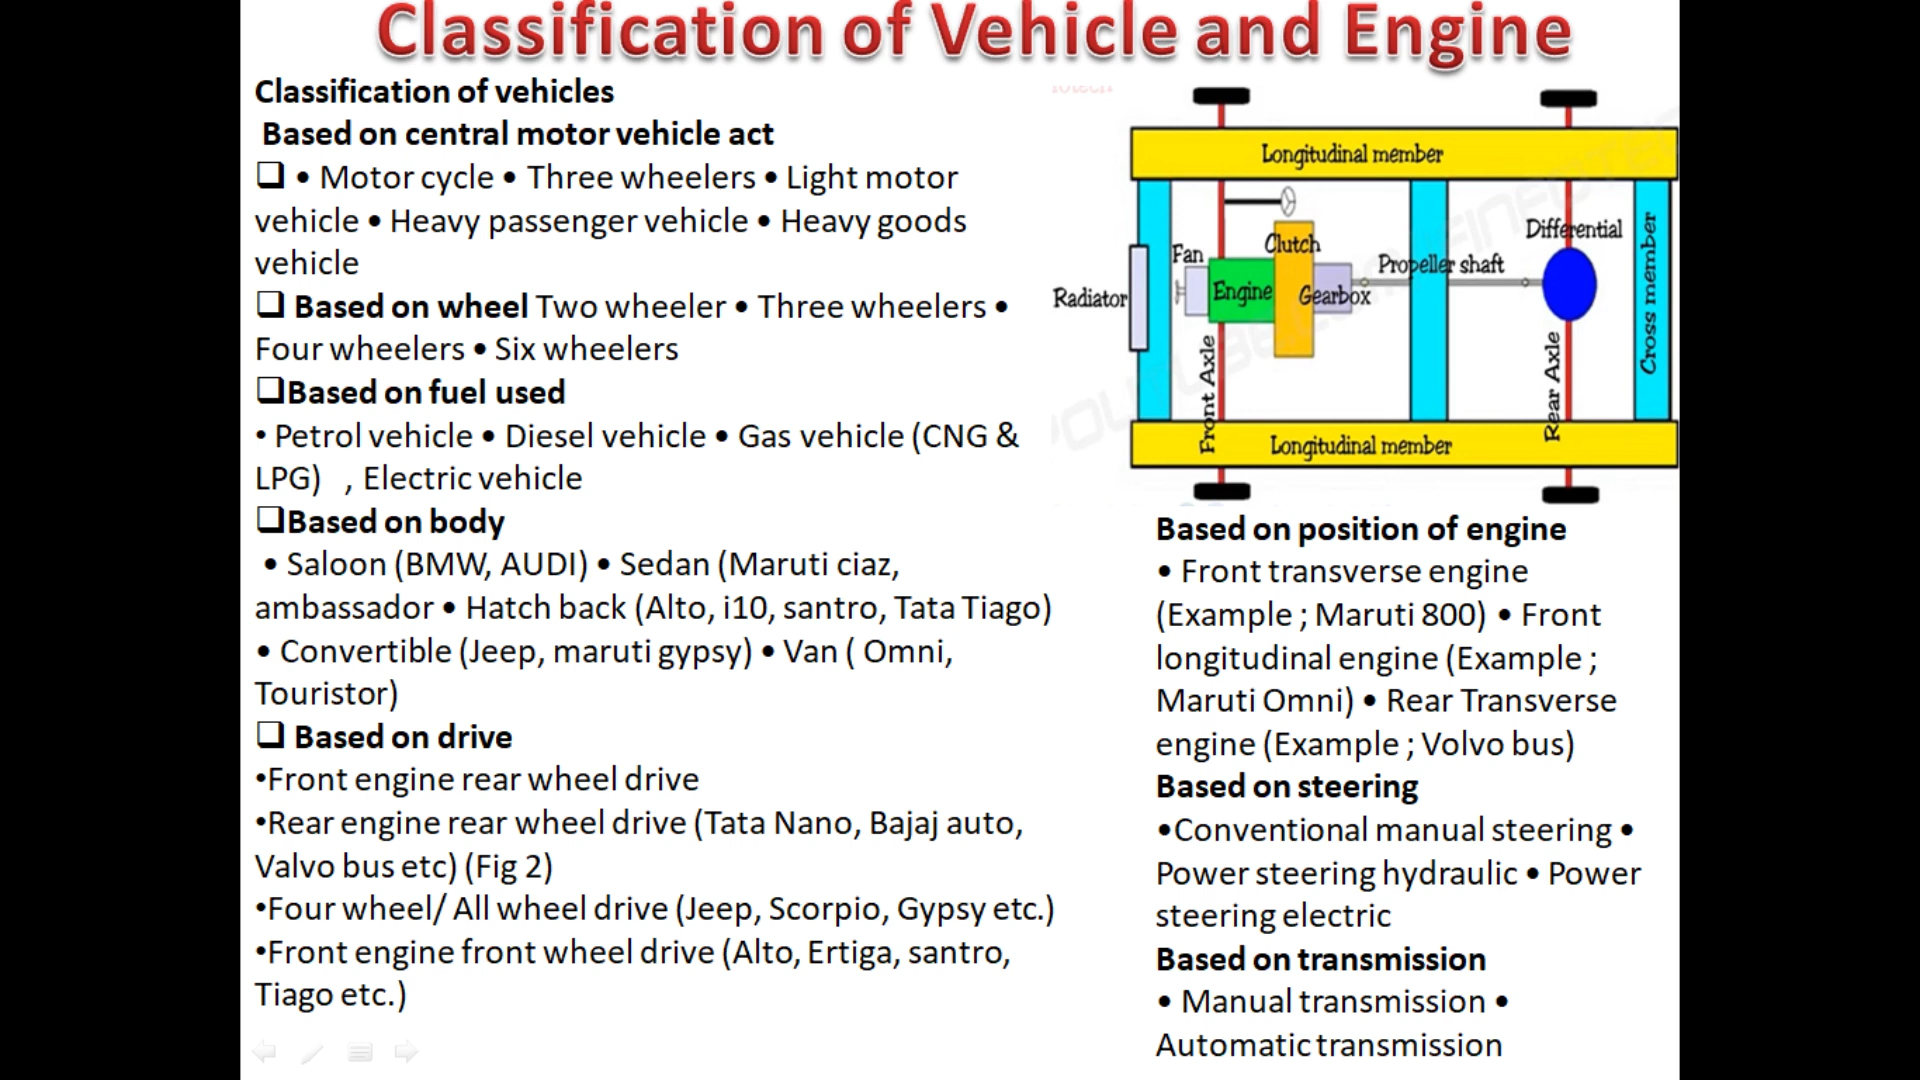 Classification of Vehicle and Engine
Classification of vehicles
Based on central motor vehicle act
❑ • Motor cycle • Three wheelers • Light motor
vehicle • Heavy passenger vehicle • Heavy goods
vehicle
❑ Based on wheel Two wheeler • Three wheelers •
Four wheelers • Six wheelers
❑Based on fuel used
• Petrol vehicle • Diesel vehicle • Gas vehicle (CNG &
LPG) , Electric vehicle
❑Based on body
• Saloon (BMW, AUDI) • Sedan (Maruti ciaz,
ambassador • Hatch back (Alto, i10, santro, Tata Tiago)
• Convertible (Jeep, maruti gypsy) • Van ( Omni,
Touristor)
❑ Based on drive
•Front engine rear wheel drive
•Rear engine rear wheel drive (Tata Nano, Bajaj auto,
Valvo bus etc) (Fig 2)
•Four wheel/ All wheel drive (Jeep, Scorpio, Gypsy etc.)
•Front engine front wheel drive (Alto, Ertiga, santro,
Tiago etc.)
Longitudinal member
Differential
Clutch
Fan
Propeller shaft
Radiator
Engine
Gearbox
Cross member
Front Axle
Rear Axle
Longitudinal member
Based on position of engine
• Front transverse engine
(Example ; Maruti 800) • Front
longitudinal engine (Example ;
Maruti Omni) • Rear Transverse
engine (Example ; Volvo bus)
Based on steering
•Conventional manual steering •
Power steering hydraulic • Power
steering electric
Based on transmission
• Manual transmission •
Automatic transmission